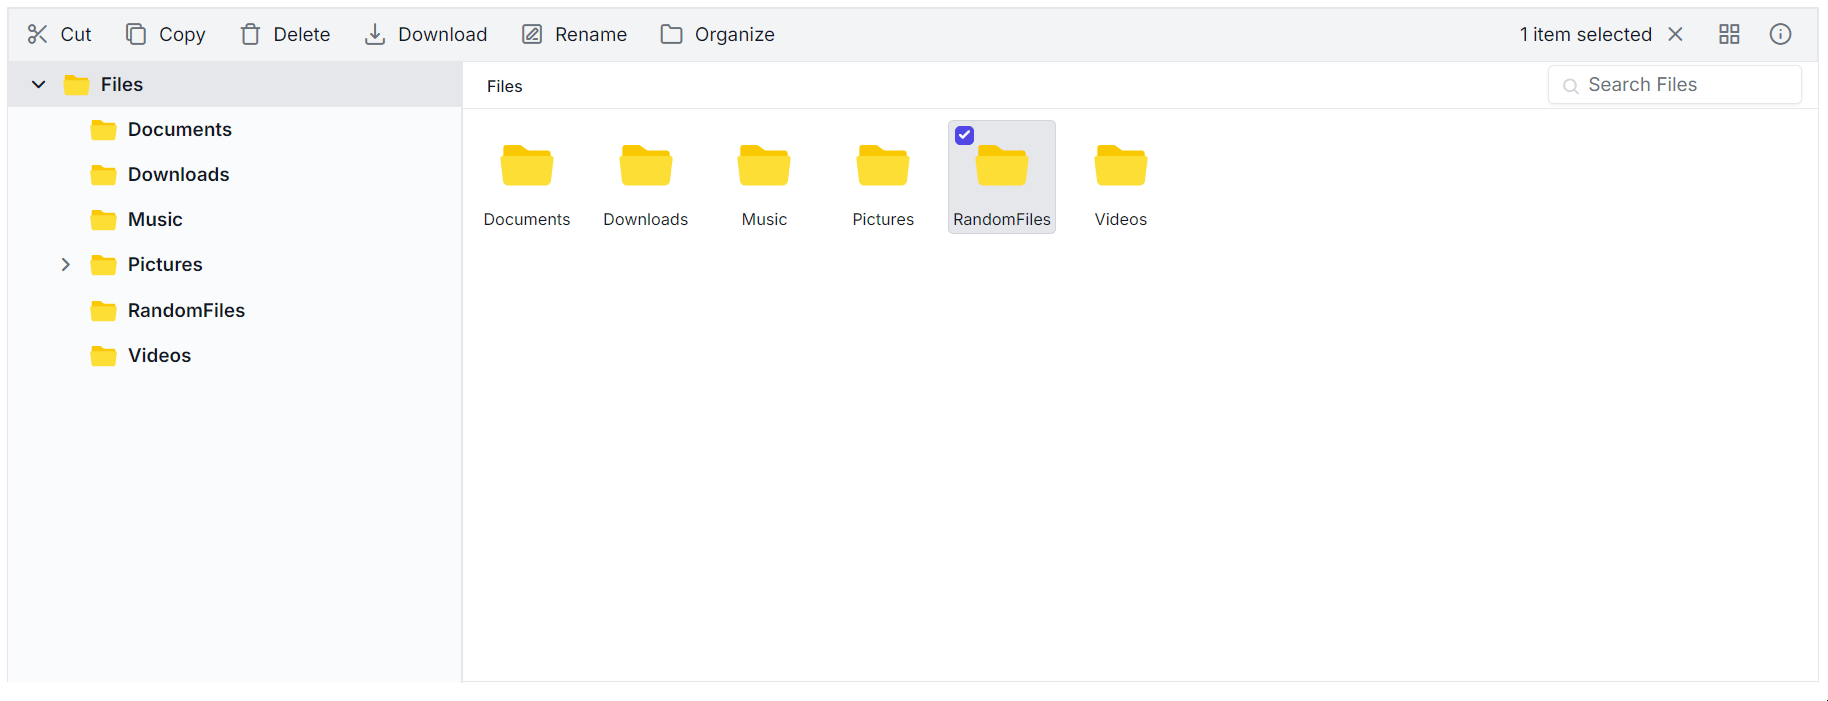 Cut Copy Delete Download Rename Organize 1 item selected
Files
Documents
Downloads
Music
Pictures
RandomFiles
Videos
Files Search Files
Documents Downloads Music Pictures RandomFiles Videos